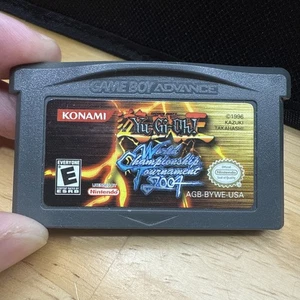 GAME BOY ADVANCE
KONAMI
Yu-Gi-Oh!
©1996
KAZUKI
TAKAHASHI
World
Championship
Tournament
2004
EVERYONE
E
ESRB
Nintendo
AGB-BYWE-USA